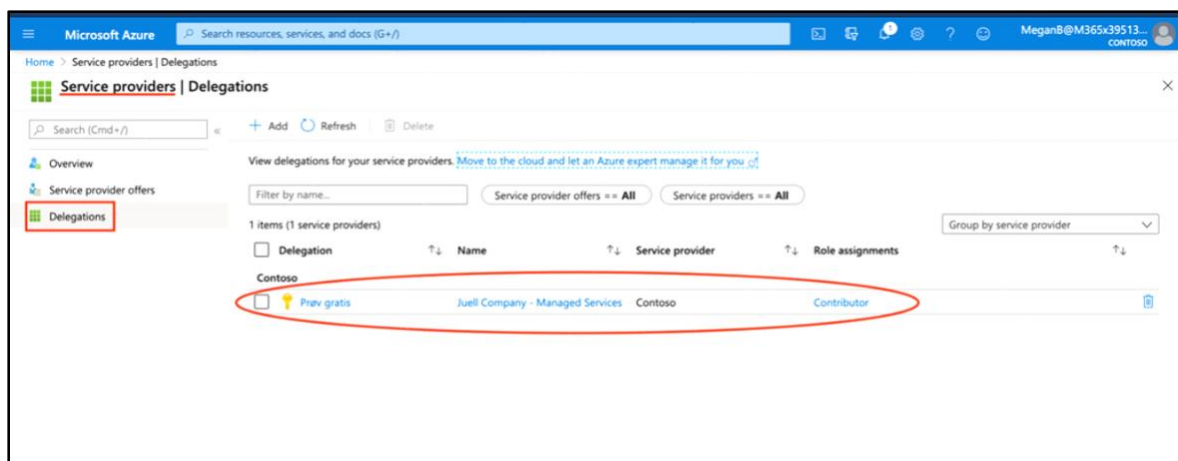 Microsoft Azure
Search resources, services, and docs (G+/)
1
MeganB@M365x39513...
CONTOSO
Home > Service providers | Delegations
Service providers | Delegations
Search (Cmd+/)
«
+ Add Refresh Delete
Overview
View delegations for your service providers. Move to the cloud and let an Azure expert manage it for you
Service provider offers
Filter by name...
Service provider offers == All
Service providers == All
Delegations
1 items (1 service providers)
Group by service provider
Delegation ↑↓ Name ↑↓ Service provider ↑↓ Role assignments ↑↓
Contoso
Prøv gratis Juell Company - Managed Services Contoso Contributor